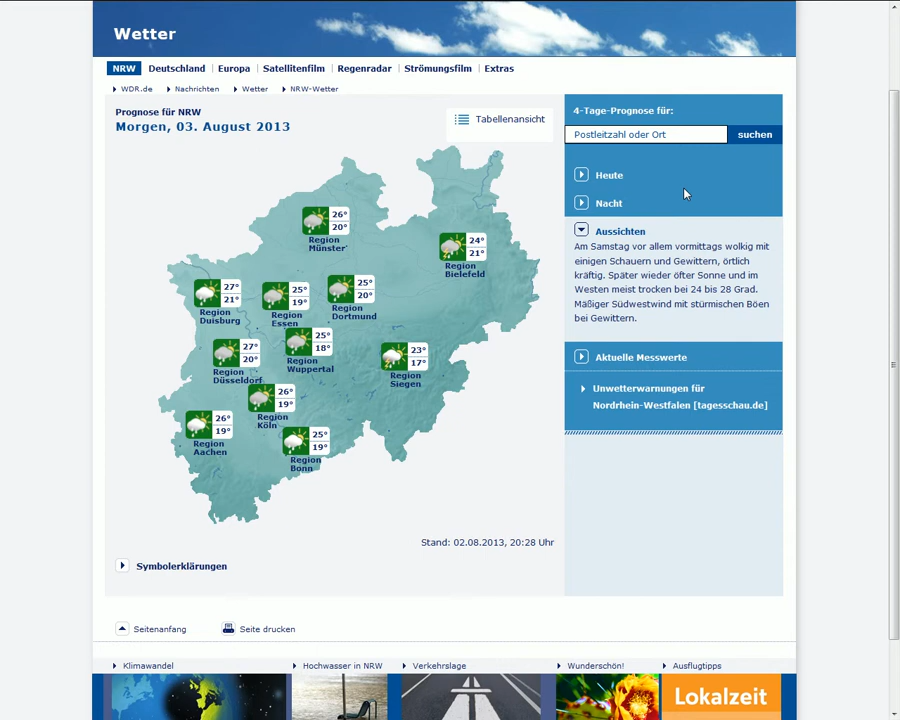 Wetter
NRW Deutschland Europa Satellitenfilm Regenradar Strömungsfilm Extras
WDR.de Nachrichten Wetter NRW-Wetter
Prognose für NRW
Morgen, 03. August 2013
Tabellenansicht
26°
20°
Region
Münster
24°
21°
Region
Bielefeld
27°
21°
Region
Duisburg
25°
19°
Region
Essen
25°
20°
Region
Dortmund
25°
18°
Region
Wuppertal
27°
20°
Region
Düsseldorf
23°
17°
Region
Siegen
26°
19°
Region
Köln
26°
19°
Region
Aachen
25°
19°
Region
Bonn
Stand: 02.08.2013, 20:28 Uhr
Symbolerklärungen
4-Tage-Prognose für:
Postleitzahl oder Ort suchen
Heute
Nacht
Aussichten
Am Samstag vor allem vormittags wolkig mit
einigen Schauern und Gewittern, örtlich
kräftig. Später wieder öfter Sonne und im
Westen meist trocken bei 24 bis 28 Grad.
Mäßiger Südwestwind mit stürmischen Böen
bei Gewittern.
Aktuelle Messwerte
Unwetterwarnungen für
Nordrhein-Westfalen [tagesschau.de]
Seitenanfang Seite drucken
Klimawandel Hochwasser in NRW Verkehrslage Wunderschön! Ausflugtipps
Lokalzeit